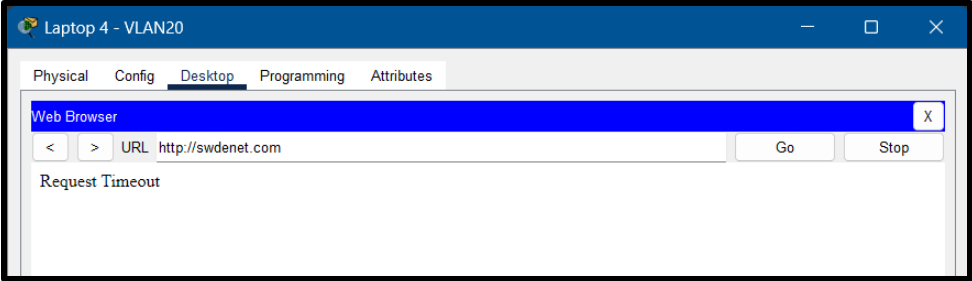 Laptop 4 - VLAN20
Physical Config Desktop Programming Attributes
Web Browser X
< > URL http://swdenet.com Go Stop
Request Timeout